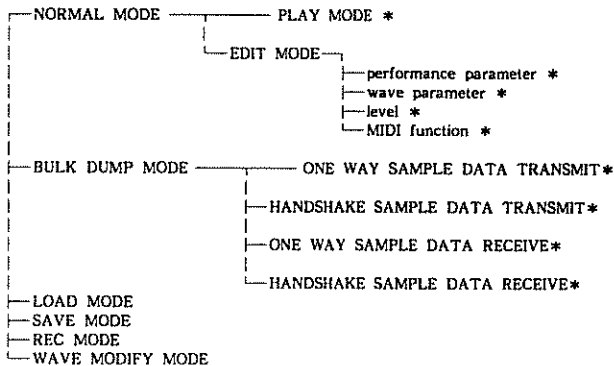 NORMAL MODE PLAY MODE *
EDIT MODE
performance parameter *
wave parameter *
level *
MIDI function *
BULK DUMP MODE ONE WAY SAMPLE DATA TRANSMIT*
HANDSHAKE SAMPLE DATA TRANSMIT*
ONE WAY SAMPLE DATA RECEIVE*
HANDSHAKE SAMPLE DATA RECEIVE*
LOAD MODE
SAVE MODE
REC MODE
WAVE MODIFY MODE